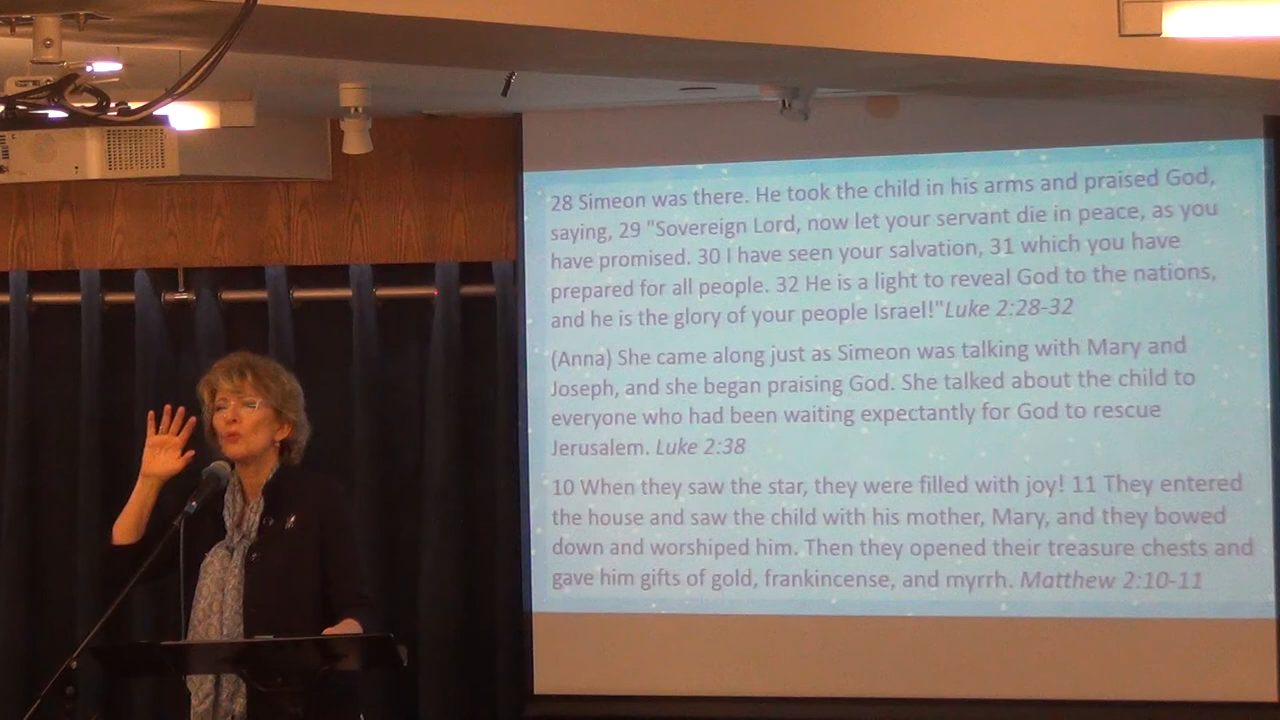 28 Simeon was there. He took the child in his arms and praised God,
saying, 29 "Sovereign Lord, now let your servant die in peace, as you
have promised. 30 I have seen your salvation, 31 which you have
prepared for all people. 32 He is a light to reveal God to the nations,
and he is the glory of your people Israel!"Luke 2:28-32
(Anna) She came along just as Simeon was talking with Mary and
Joseph, and she began praising God. She talked about the child to
everyone who had been waiting expectantly for God to rescue
Jerusalem. Luke 2:38
10 When they saw the star, they were filled with joy! 11 They entered
the house and saw the child with his mother, Mary, and they bowed
down and worshiped him. Then they opened their treasure chests and
gave him gifts of gold, frankincense, and myrrh. Matthew 2:10-11